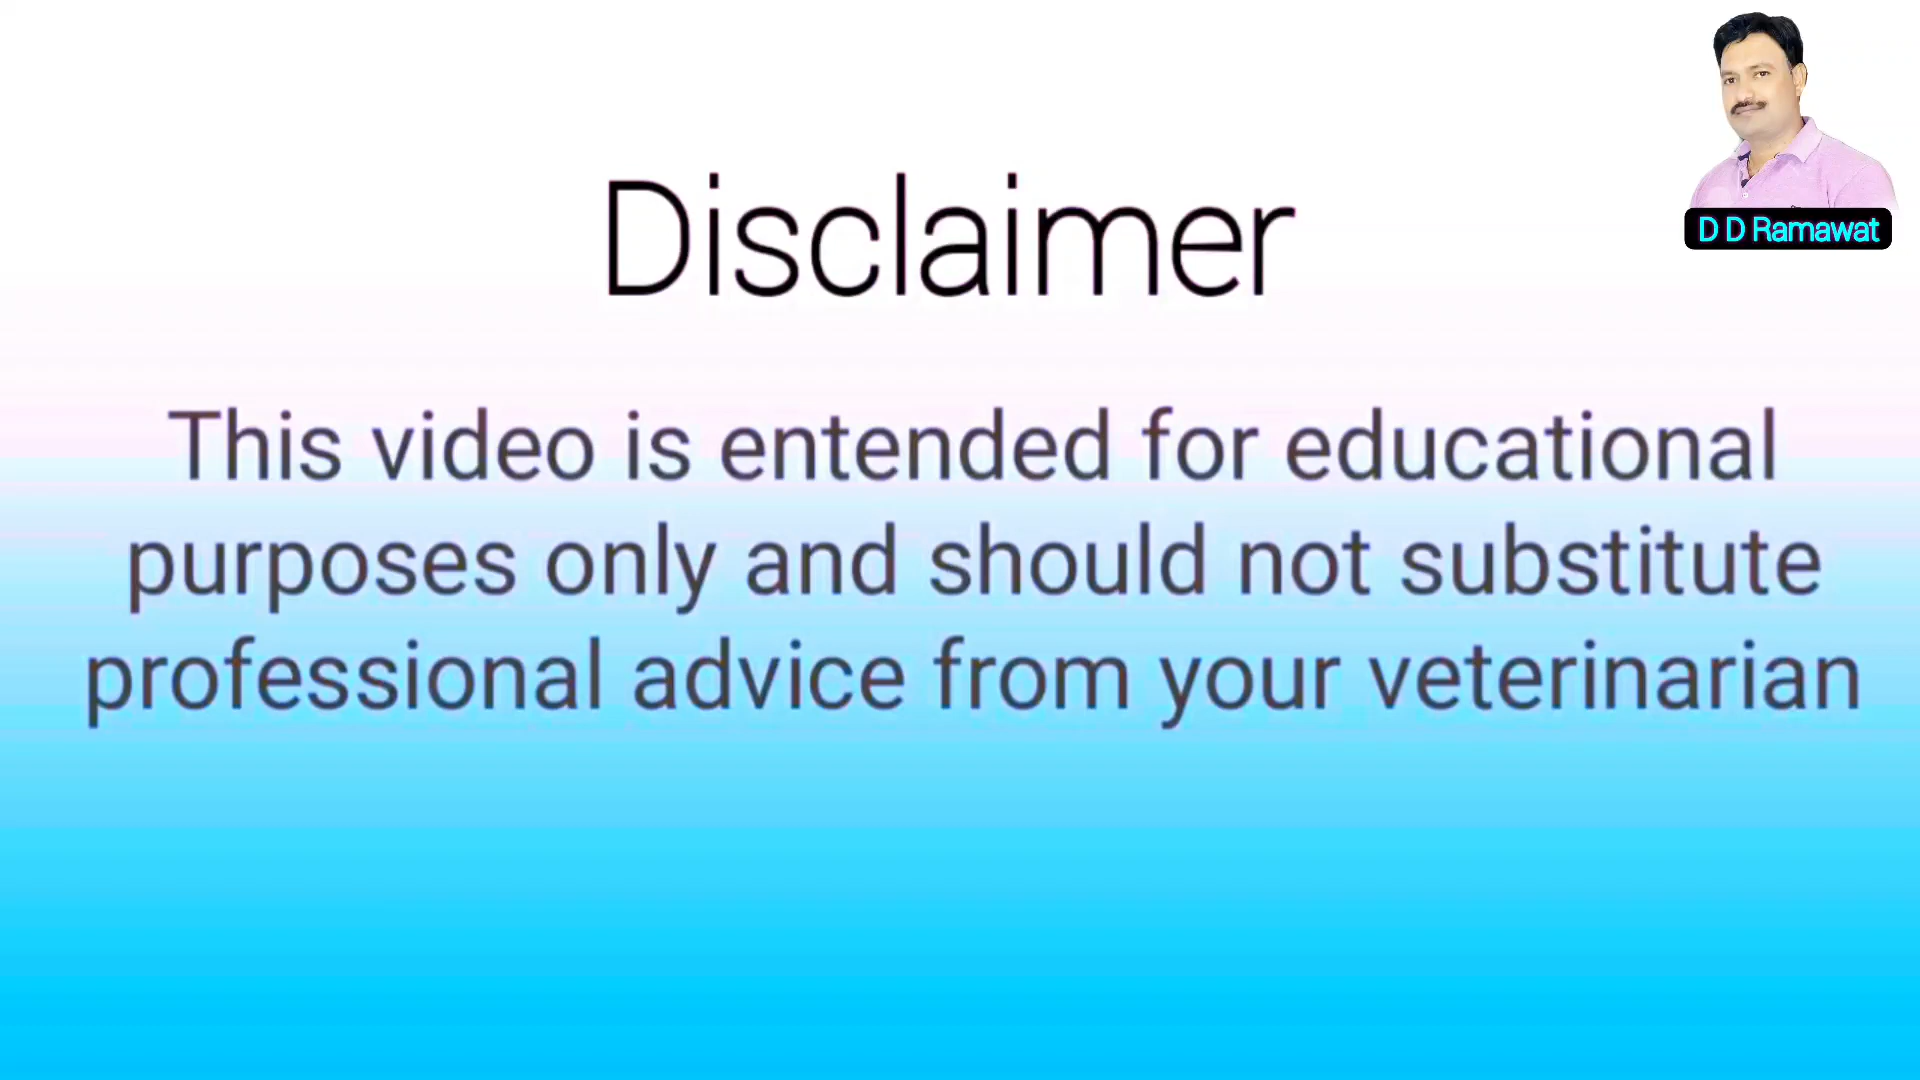 D D Ramawat
Disclaimer
This video is entended for educational
purposes only and should not substitute
professional advice from your veterinarian